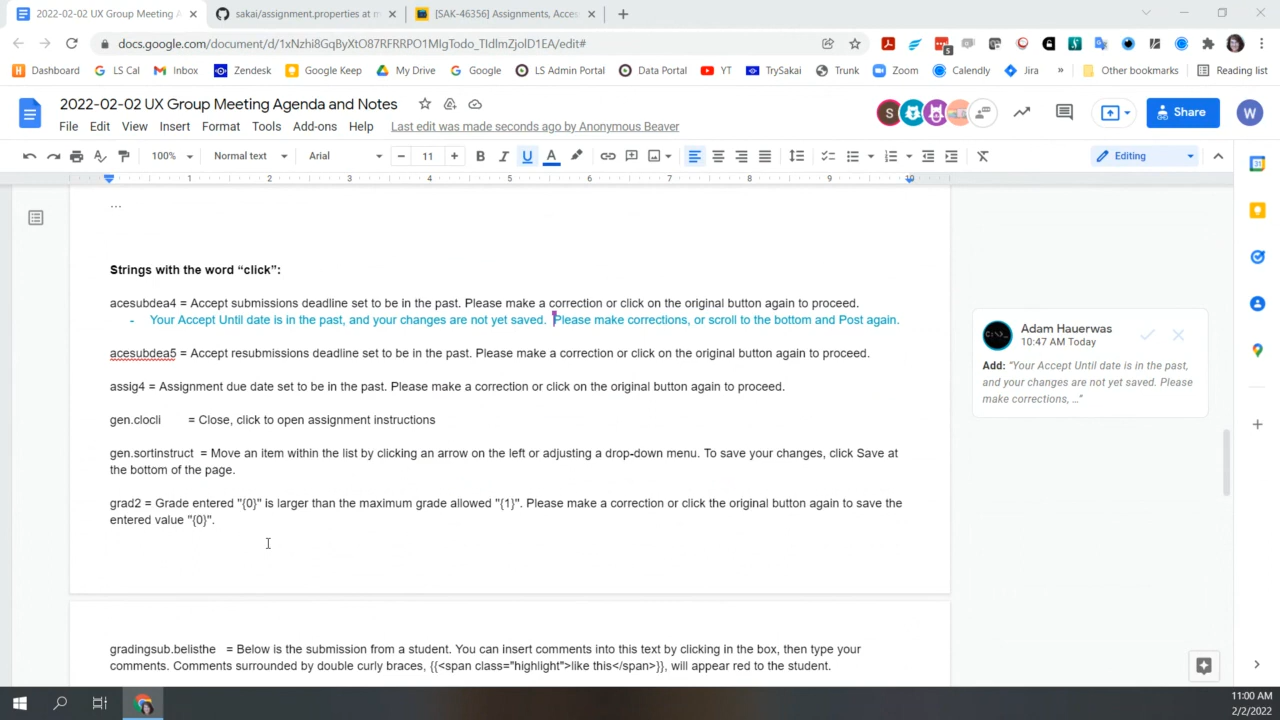 2022-02-02 UX Group Meeting A
sakai/assignment.properties at m
[SAK-46356] Assignments, Acces
docs.google.com/document/d/1xNzhi8GqByXtO87RFRRPO1MIgTodo_TIdlmZjolD1EA/edit#
Dashboard LS Cal Inbox Zendesk Google Keep My Drive Google LS Admin Portal Data Portal YT TrySakai Trunk Zoom Calendly Jira » Other bookmarks Reading list
2022-02-02 UX Group Meeting Agenda and Notes
S
Share
W
File Edit View Insert Format Tools Add-ons Help Last edit was made seconds ago by Anonymous Beaver
100% Normal text Arial 11 B I U A Editing
1 2 3 4 5 6 7 8 9 10
...
Strings with the word “click”:
acesubdea4 = Accept submissions deadline set to be in the past. Please make a correction or click on the original button again to proceed.
- Your Accept Until date is in the past, and your changes are not yet saved. Please make corrections, or scroll to the bottom and Post again.
acesubdea5 = Accept resubmissions deadline set to be in the past. Please make a correction or click on the original button again to proceed.
assig4 = Assignment due date set to be in the past. Please make a correction or click on the original button again to proceed.
gen.clocli = Close, click to open assignment instructions
gen.sortinstruct = Move an item within the list by clicking an arrow on the left or adjusting a drop-down menu. To save your changes, click Save at
the bottom of the page.
grad2 = Grade entered "{0}" is larger than the maximum grade allowed "{1}". Please make a correction or click the original button again to save the
entered value "{0}".
gradingsub.belisthe = Below is the submission from a student. You can insert comments into this text by clicking in the box, then type your
comments. Comments surrounded by double curly braces, {{<span class="highlight">like this</span>}}, will appear red to the student.
Adam Hauerwas
10:47 AM Today
Add: “Your Accept Until date is in the past,
and your changes are not yet saved. Please
make corrections, ...”
11:00 AM
2/2/2022